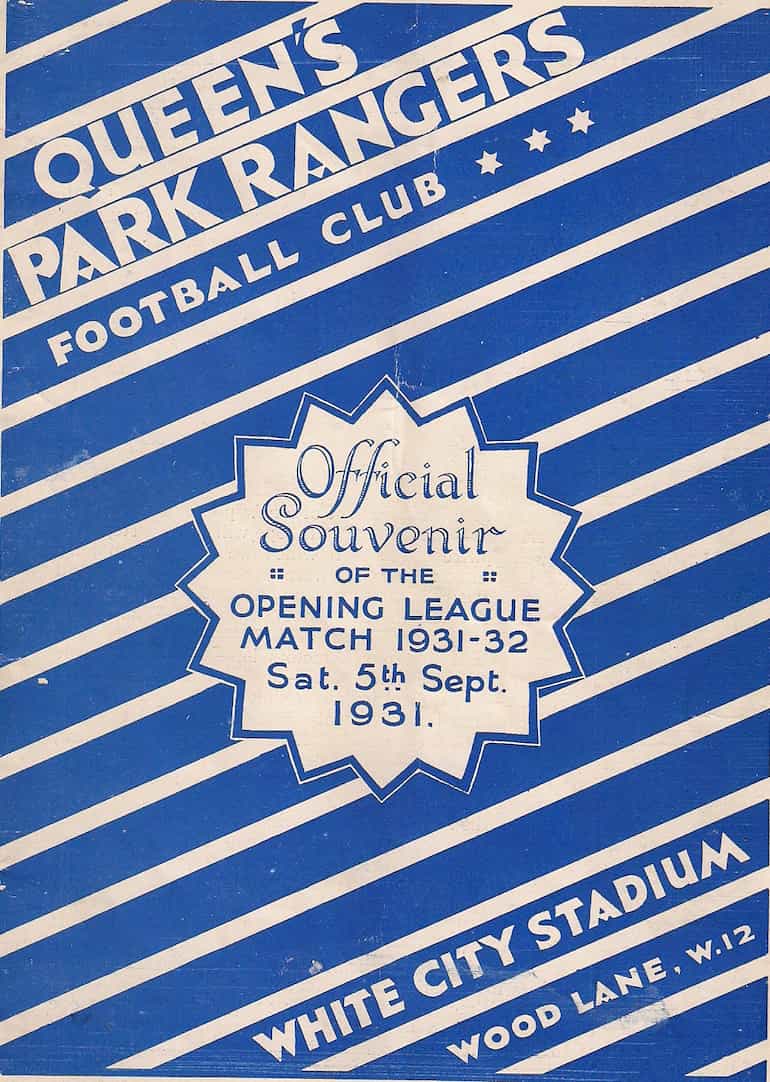 QUEEN'S
PARK RANGERS
FOOTBALL CLUB
Official
Souvenir
OF THE
OPENING LEAGUE
MATCH 1931-32
Sat. 5th Sept.
1931.
WHITE CITY STADIUM
WOOD LANE, W.12